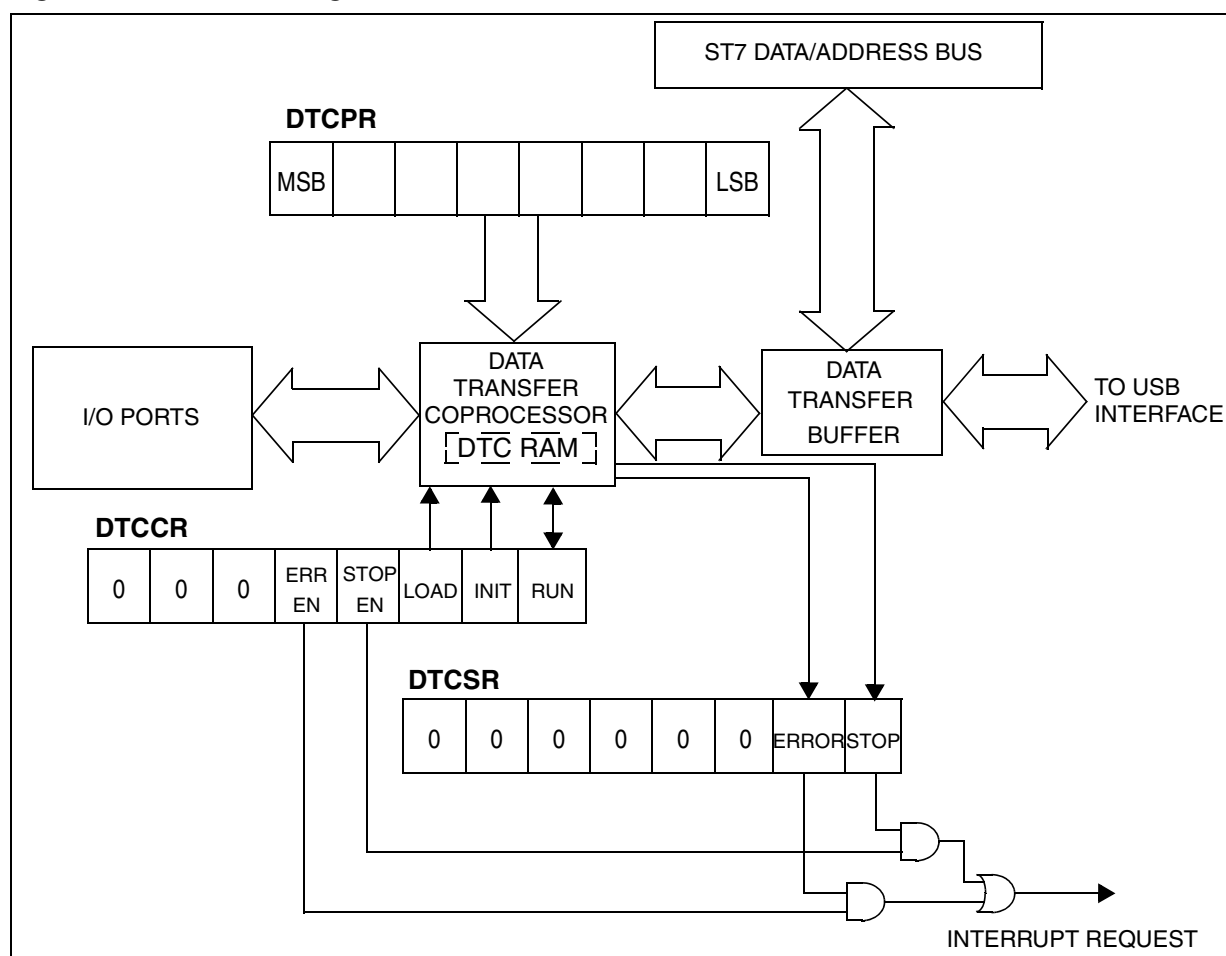 ST7 DATA/ADDRESS BUS
DTCPR
MSB
LSB
I/O PORTS
DATA
TRANSFER
COPROCESSOR
DTC RAM
DATA
TRANSFER
BUFFER
TO USB
INTERFACE
DTCCR
0 0 0 ERR EN STOP EN LOAD INIT RUN
DTCSR
0 0 0 0 0 0 ERROR STOP
INTERRUPT REQUEST